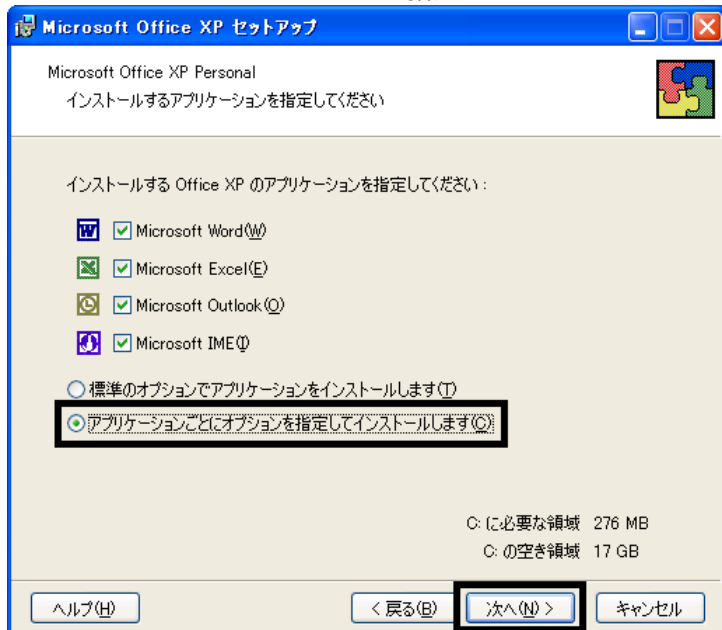 Microsoft Office XP セットアップ
Microsoft Office XP Personal
インストールするアプリケーションを指定してください
インストールする Office XP のアプリケーションを指定してください:
Microsoft Word(W)
Microsoft Excel(E)
Microsoft Outlook(O)
Microsoft IME(I)
標準のオプションでアプリケーションをインストールします(T)
アプリケーションごとにオプションを指定してインストールします(C)
C: に必要な領域 276 MB
C: の空き領域 17 GB
ヘルプ(H) < 戻る(B) 次へ(N) > キャンセル